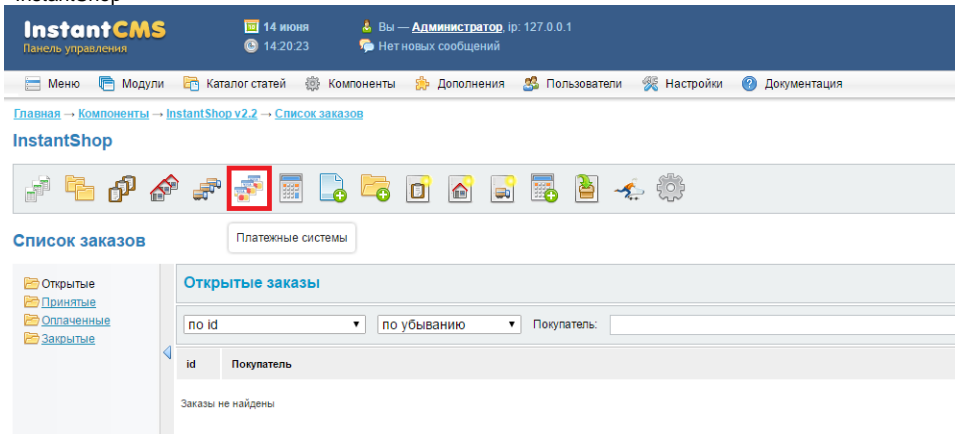 InstantShop
InstantCMS
Панель управления
14 июня
14:20:23
Вы — Администратор, ip: 127.0.0.1
Нет новых сообщений
Меню Модули Каталог статей Компоненты Дополнения Пользователи Настройки Документация
Главная → Компоненты → InstantShop v2.2 → Список заказов
InstantShop
Платежные системы
Список заказов
Открытые
Принятые
Оплаченные
Закрытые
Открытые заказы
по id по убыванию Покупатель:
id Покупатель
Заказы не найдены